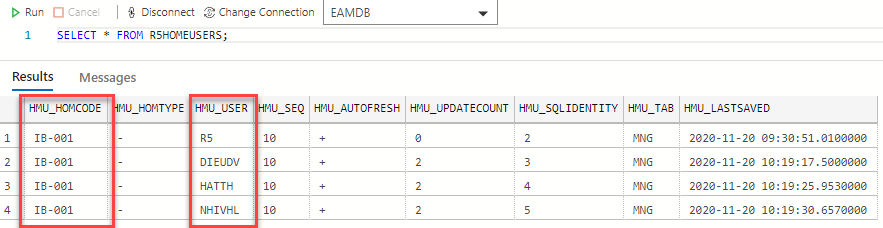 Run Cancel Disconnect Change Connection EAMDB
1 SELECT * FROM R5HOMEUSERS;
Results Messages
HMU_HOMCODE HMU_HOMTYPE HMU_USER HMU_SEQ HMU_AUTOFRESH HMU_UPDATECOUNT HMU_SQLIDENTITY HMU_TAB HMU_LASTSAVED
1 IB-001 - R5 10 + 0 2 MNG 2020-11-20 09:30:51.0100000
2 IB-001 - DIEUDV 10 + 2 3 MNG 2020-11-20 10:19:17.5000000
3 IB-001 - HATTH 10 + 2 4 MNG 2020-11-20 10:19:25.9530000
4 IB-001 - NHIVHL 10 + 2 5 MNG 2020-11-20 10:19:30.6570000